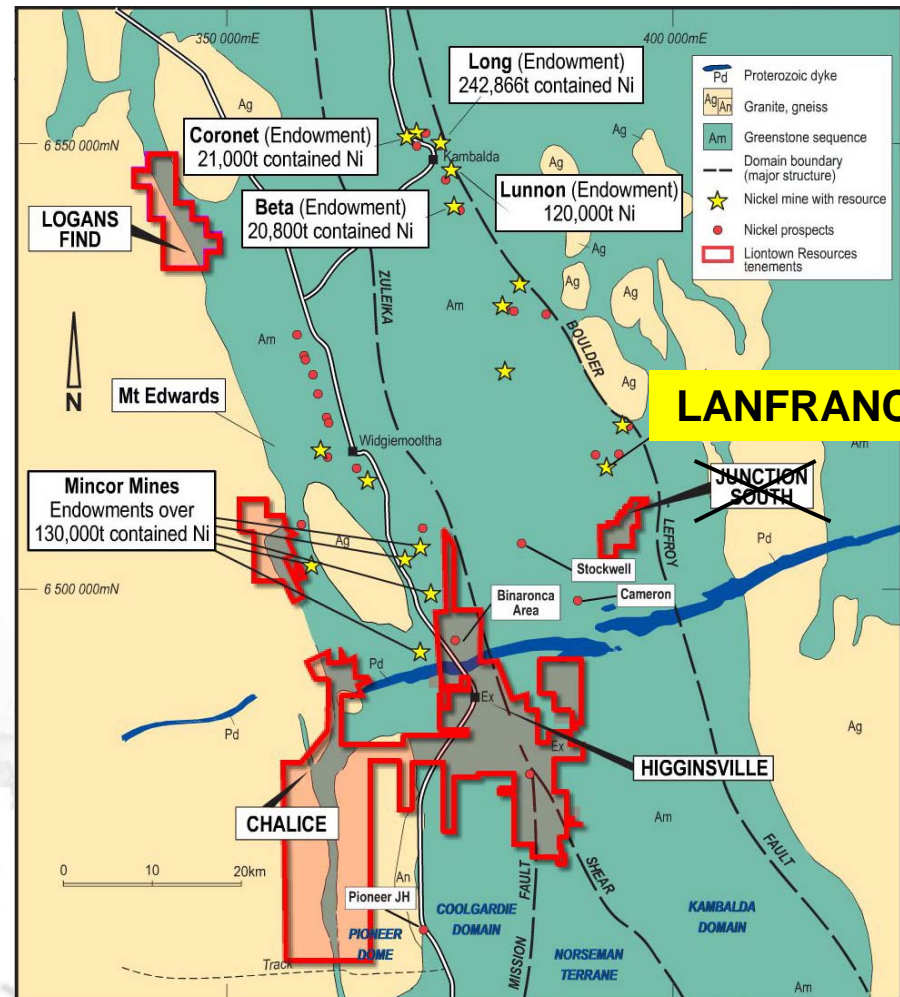 350 000mE
400 000mE
Long (Endowment)
242,866t contained Ni
Pd
Proterozoic dyke
Ag
An
Granite, gneiss
Am
Greenstone sequence
Domain boundary
(major structure)
Nickel mine with resource
Nickel prospects
Liontown Resources
tenements
Ag
Ag
Ag
Coronet (Endowment)
21,000t contained Ni
6 550 000mN
Kambalda
Lunnon (Endowment)
120,000t Ni
Beta (Endowment)
20,800t contained Ni
LOGANS
FIND
Ag
Ag
ZULEIKA
Am
Am
BOULDER
N
Ag
Mt Edwards
LANFRANC
Widgiemooltha
Am
Mincor Mines
Endowments over
130,000t contained Ni
JUNCTION
SOUTH
LEFROY
Ag
Pd
Stockwell
6 500 000mN
Binaronca
Area
Cameron
Pd
Pd
Ex
Ag
Ex
HIGGINSVILLE
CHALICE
Am
0
10
20km
FAULT
An
SHEAR
Pioneer JH
FAULT
COOLGARDIE
DOMAIN
KAMBALDA
DOMAIN
PIONEER
DOME
MISSION
NORSEMAN
TERRANE
Track
Am